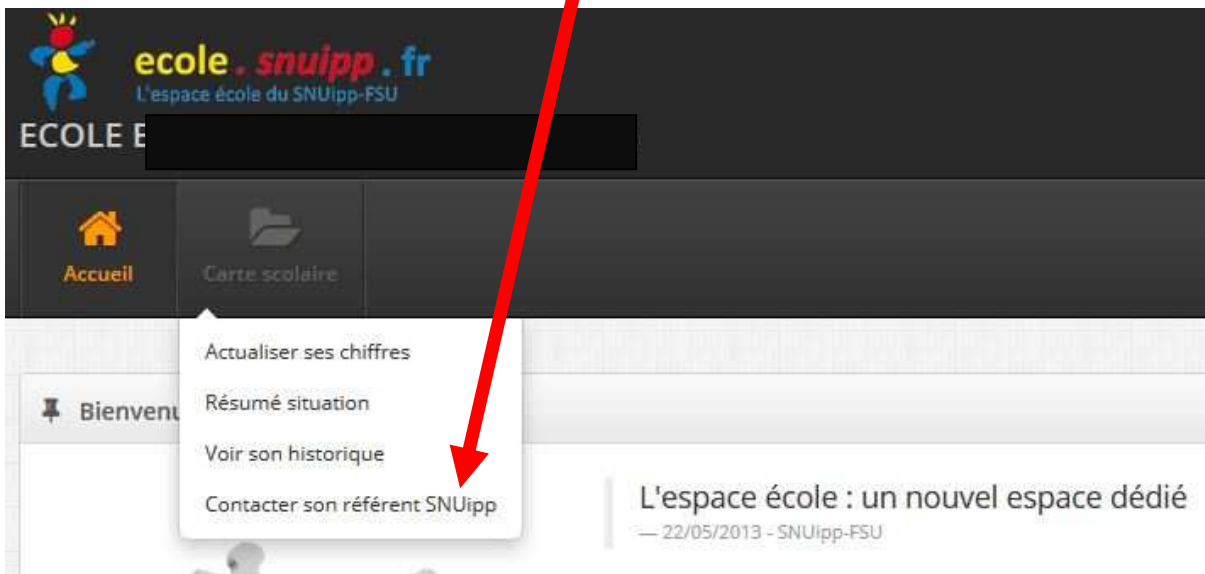 ecole . snuipp . fr
L'espace école du SNUipp-FSU
ECOLE E
Accueil
Carte scolaire
Actualiser ses chiffres
Résumé situation
Voir son historique
Contacter son référent SNUipp
Bienvenu
L'espace école : un nouvel espace dédié
— 22/05/2013 - SNUipp-FSU